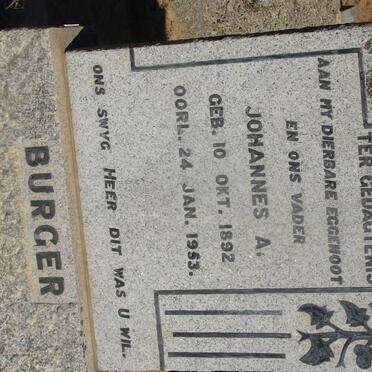 TER GEDAGTENIS
AAN MY DIERBARE EGGENOOT
EN ONS VADER
JOHANNES A.
GEB. 10 OKT. 1892
OORL. 24 JAN. 1953.
ONS SWYG HEER DIT WAS U WIL.
BURGER